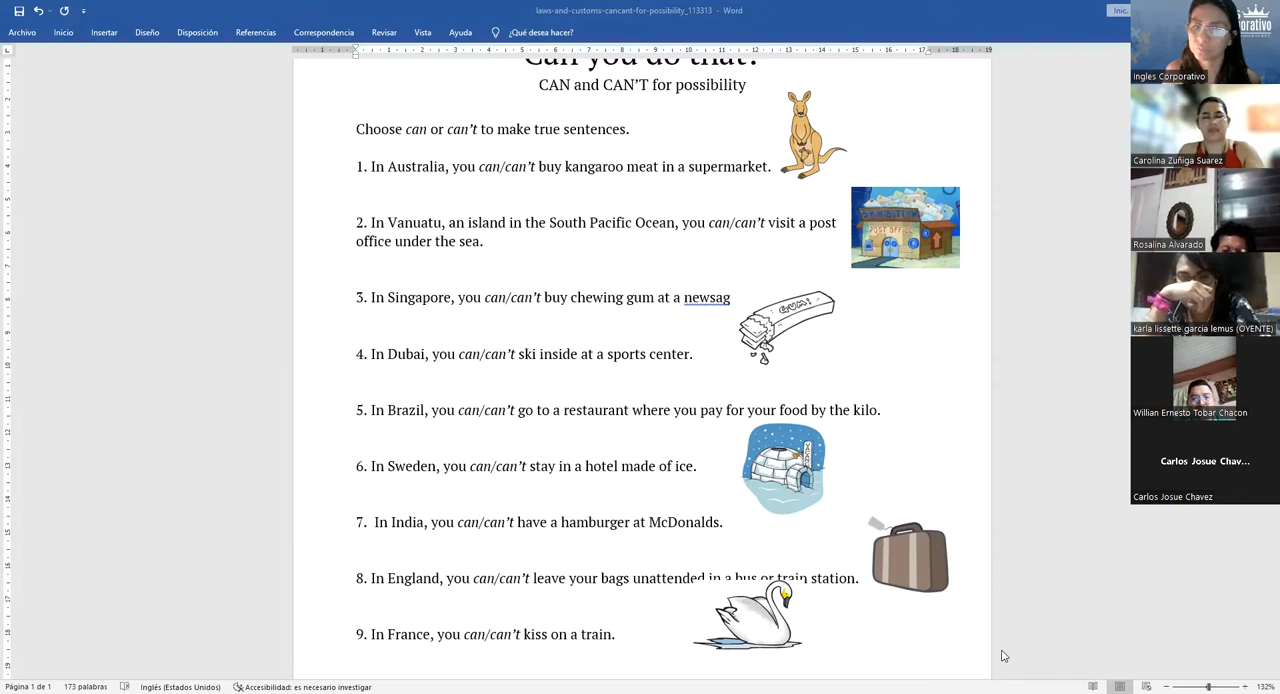 laws-and-customs-cancant-for-possibility_113313 - Word
Inic.
Archivo Inicio Insertar Diseño Disposición Referencias Correspondencia Revisar Vista Ayuda ¿Qué desea hacer?
Can you do that?
CAN and CAN'T for possibility
Choose can or can't to make true sentences.
1. In Australia, you can/can't buy kangaroo meat in a supermarket.
2. In Vanuatu, an island in the South Pacific Ocean, you can/can't visit a post
office under the sea.
POST OFFICE
3. In Singapore, you can/can't buy chewing gum at a newsag
GUM!
4. In Dubai, you can/can't ski inside at a sports center.
5. In Brazil, you can/can't go to a restaurant where you pay for your food by the kilo.
6. In Sweden, you can/can't stay in a hotel made of ice.
7. In India, you can/can't have a hamburger at McDonalds.
8. In England, you can/can't leave your bags unattended in a bus or train station.
9. In France, you can/can't kiss on a train.
Página 1 de 1 173 palabras Inglés (Estados Unidos) Accesibilidad: es necesario investigar 132%
Ingles Corporativo
Carolina Zuñiga Suarez
Rosalina Alvarado
karla lissette garcia lemus (OYENTE)
Willian Ernesto Tobar Chacon
Carlos Josue Chav...
Carlos Josue Chavez